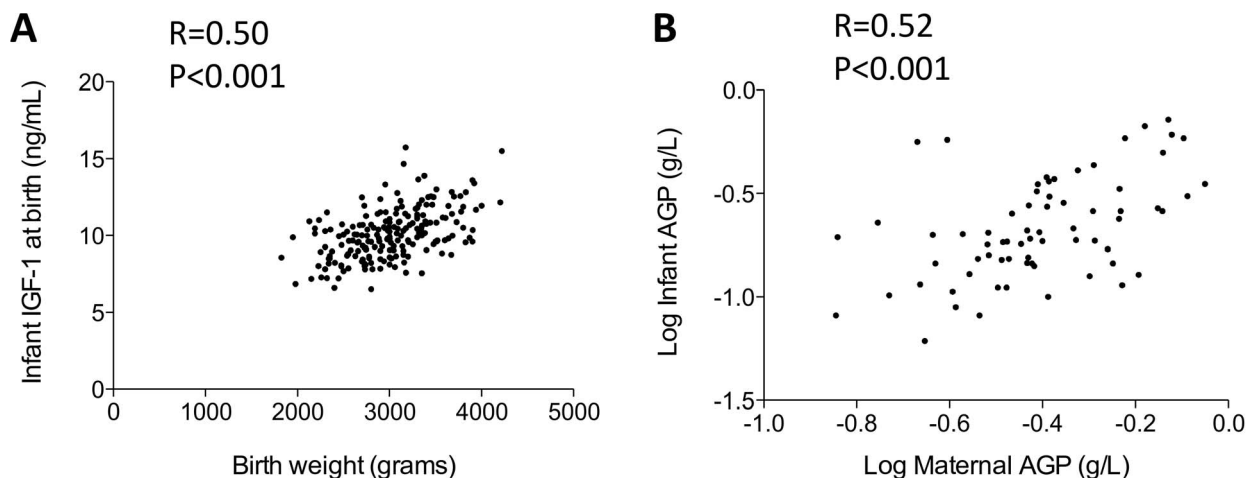 A
R=0.50
P<0.001
Infant IGF-1 at birth (ng/mL)
20
15
10
5
0
0 1000 2000 3000 4000 5000
Birth weight (grams)
B
R=0.52
P<0.001
Log Infant AGP (g/L)
0.0
-0.5
-1.0
-1.5
-1.0 -0.8 -0.6 -0.4 -0.2 0.0
Log Maternal AGP (g/L)